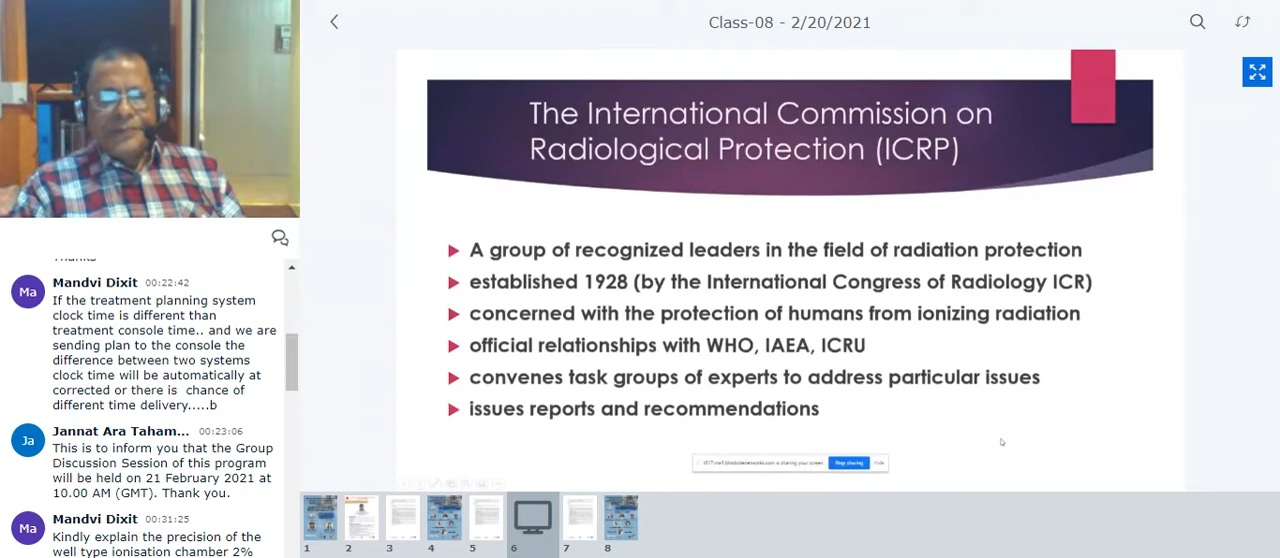 Class-08 - 2/20/2021
The International Commission on
Radiological Protection (ICRP)
A group of recognized leaders in the field of radiation protection
established 1928 (by the International Congress of Radiology ICR)
concerned with the protection of humans from ionizing radiation
official relationships with WHO, IAEA, ICRU
convenes task groups of experts to address particular issues
issues reports and recommendations
is sharing your screen
Stop sharing
Hide
Thanks
Ma
Mandvi Dixit 00:22:42
If the treatment planning system
clock time is different than
treatment console time.. and we are
sending plan to the console the
difference between two systems
clock time will be automatically at
corrected or there is chance of
different time delivery.....b
Ja
Jannat Ara Taham... 00:23:06
This is to inform you that the Group
Discussion Session of this program
will be held on 21 February 2021 at
10.00 AM (GMT). Thank you.
Ma
Mandvi Dixit 00:31:25
Kindly explain the precision of the
well type ionisation chamber 2%
1
2
3
4
5
6
7
8